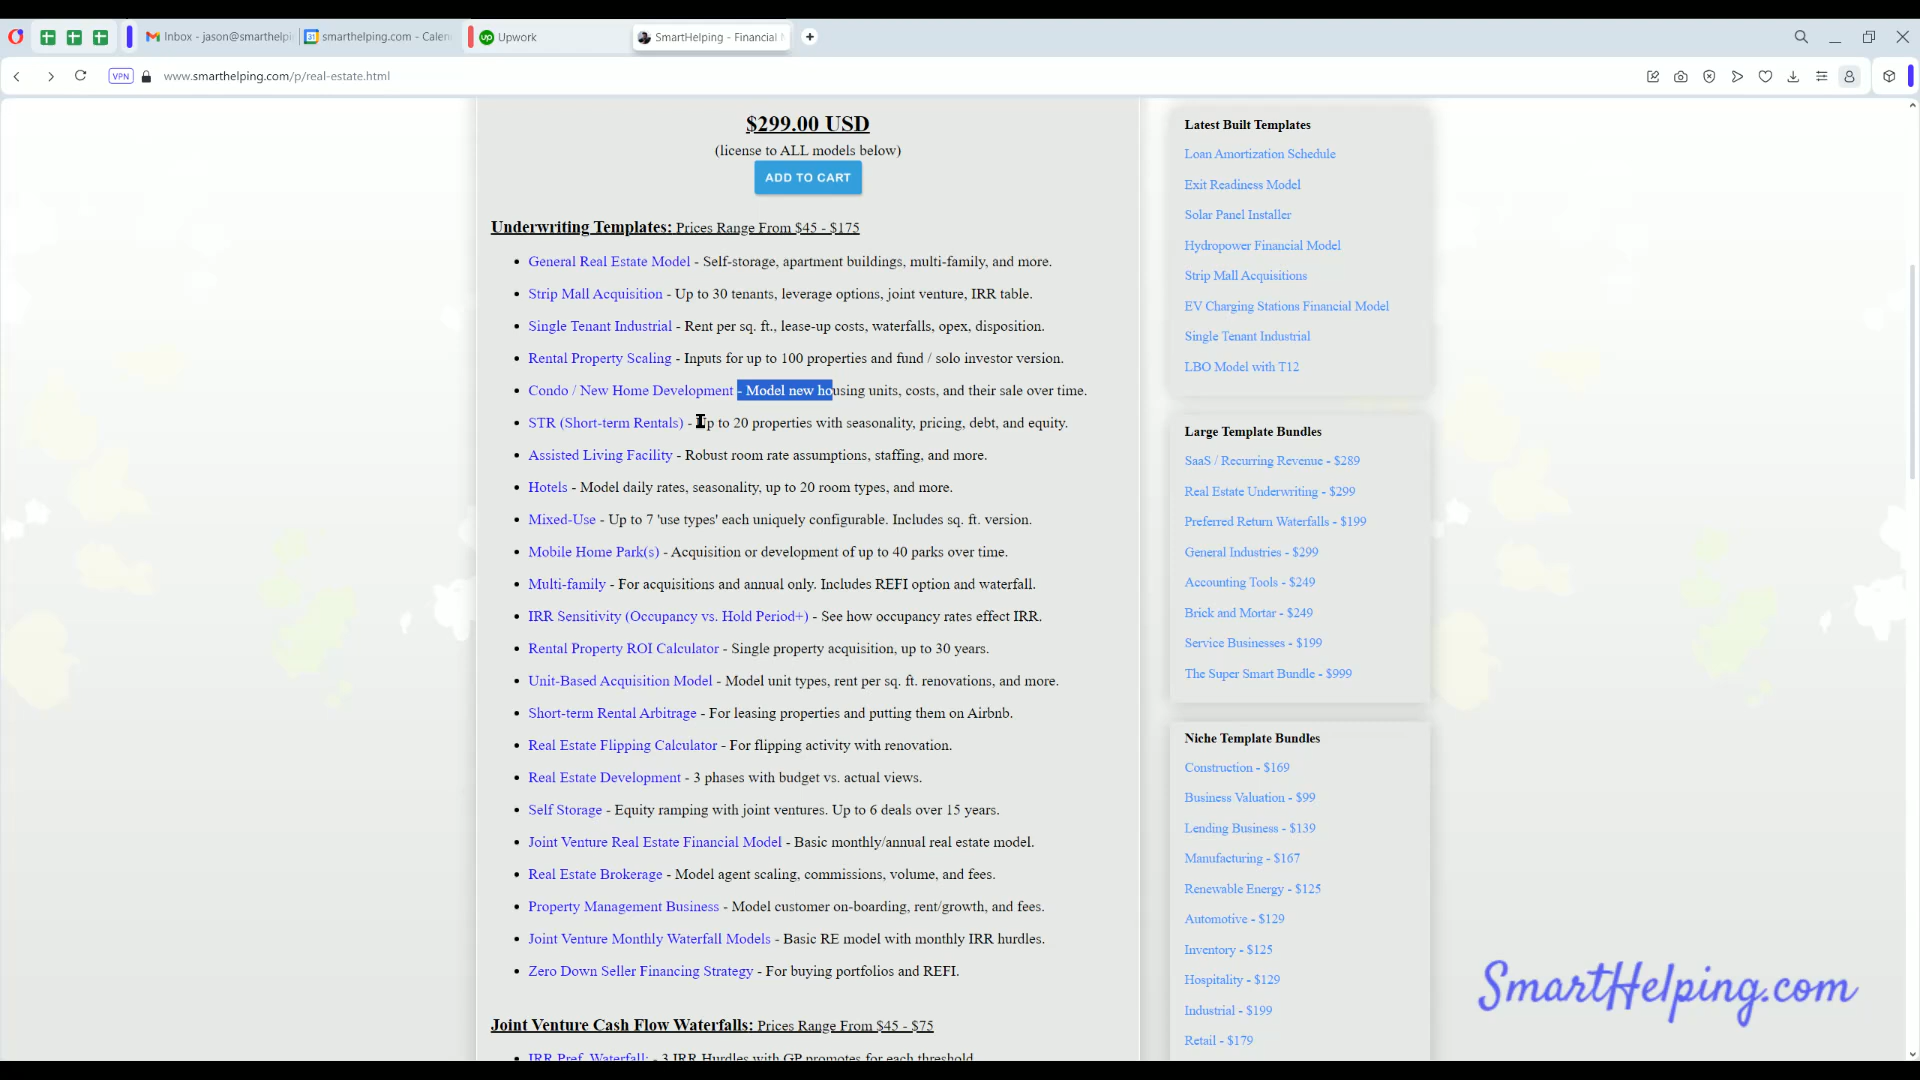 Inbox - jason@smarthelpi
smarthelping.com - Calen
Upwork
SmartHelping - Financial
VPN
www.smarthelping.com/p/real-estate.html
$299.00 USD
(license to ALL models below)
ADD TO CART
Underwriting Templates: Prices Range From $45 - $175
General Real Estate Model - Self-storage, apartment buildings, multi-family, and more.
Strip Mall Acquisition - Up to 30 tenants, leverage options, joint venture, IRR table.
Single Tenant Industrial - Rent per sq. ft., lease-up costs, waterfalls, opex, disposition.
Rental Property Scaling - Inputs for up to 100 properties and fund / solo investor version.
Condo / New Home Development - Model new housing units, costs, and their sale over time.
STR (Short-term Rentals) - Up to 20 properties with seasonality, pricing, debt, and equity.
Assisted Living Facility - Robust room rate assumptions, staffing, and more.
Hotels - Model daily rates, seasonality, up to 20 room types, and more.
Mixed-Use - Up to 7 'use types' each uniquely configurable. Includes sq. ft. version.
Mobile Home Park(s) - Acquisition or development of up to 40 parks over time.
Multi-family - For acquisitions and annual only. Includes REFI option and waterfall.
IRR Sensitivity (Occupancy vs. Hold Period+) - See how occupancy rates effect IRR.
Rental Property ROI Calculator - Single property acquisition, up to 30 years.
Unit-Based Acquisition Model - Model unit types, rent per sq. ft. renovations, and more.
Short-term Rental Arbitrage - For leasing properties and putting them on Airbnb.
Real Estate Flipping Calculator - For flipping activity with renovation.
Real Estate Development - 3 phases with budget vs. actual views.
Self Storage - Equity ramping with joint ventures. Up to 6 deals over 15 years.
Joint Venture Real Estate Financial Model - Basic monthly/annual real estate model.
Real Estate Brokerage - Model agent scaling, commissions, volume, and fees.
Property Management Business - Model customer on-boarding, rent/growth, and fees.
Joint Venture Monthly Waterfall Models - Basic RE model with monthly IRR hurdles.
Zero Down Seller Financing Strategy - For buying portfolios and REFI.
Joint Venture Cash Flow Waterfalls: Prices Range From $45 - $75
IRR Pref. Waterfall: - 3 IRR Hurdles with GP promotes for each threshold
Latest Built Templates
Loan Amortization Schedule
Exit Readiness Model
Solar Panel Installer
Hydropower Financial Model
Strip Mall Acquisitions
EV Charging Stations Financial Model
Single Tenant Industrial
LBO Model with T12
Large Template Bundles
SaaS / Recurring Revenue - $289
Real Estate Underwriting - $299
Preferred Return Waterfalls - $199
General Industries - $299
Accounting Tools - $249
Brick and Mortar - $249
Service Businesses - $199
The Super Smart Bundle - $999
Niche Template Bundles
Construction - $169
Business Valuation - $99
Lending Business - $139
Manufacturing - $167
Renewable Energy - $125
Automotive - $129
Inventory - $125
Hospitality - $129
Industrial - $199
Retail - $179
SmartHelping.com